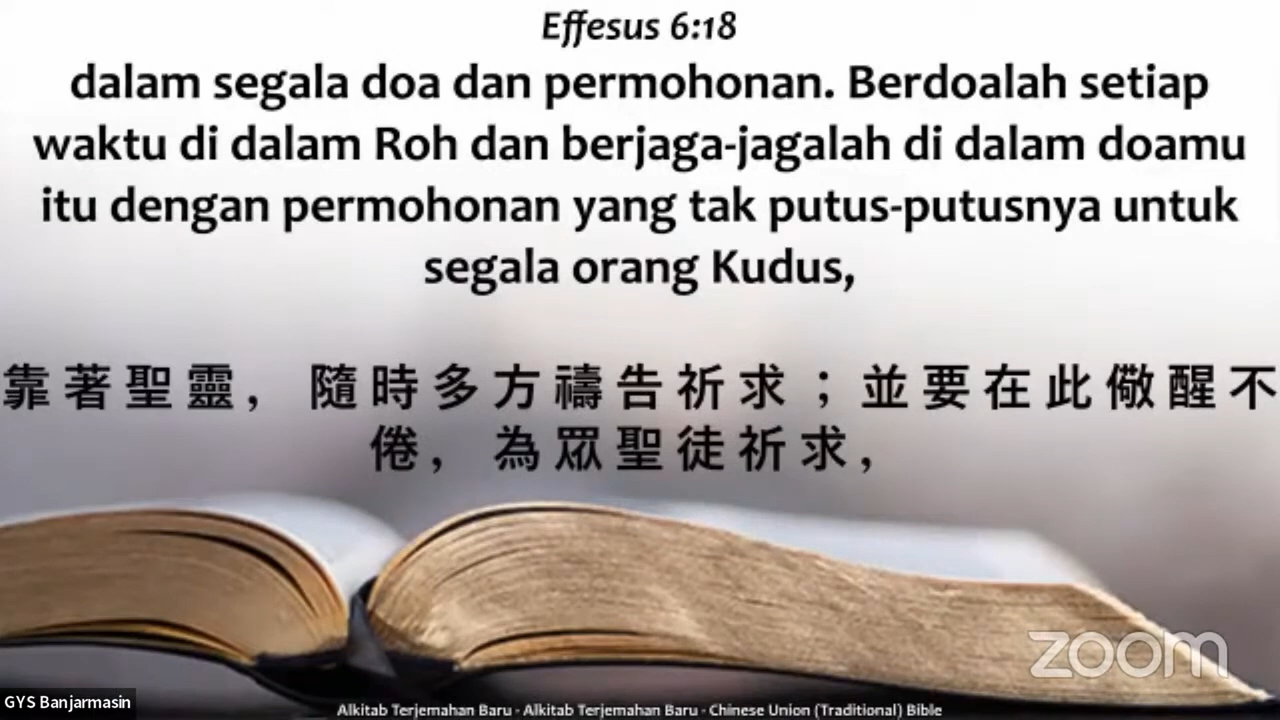 Effesus 6:18
dalam segala doa dan permohonan. Berdoalah setiap
waktu di dalam Roh dan berjaga-jagalah di dalam doamu
itu dengan permohonan yang tak putus-putusnya untuk
segala orang Kudus,
靠著聖靈，隨時多方禱告祈求；並要在此儆醒不
倦，為眾聖徒祈求，
zoom
GYS Banjarmasin
Alkitab Terjemahan Baru - Alkitab Terjemahan Baru - Chinese Union (Traditional) Bible